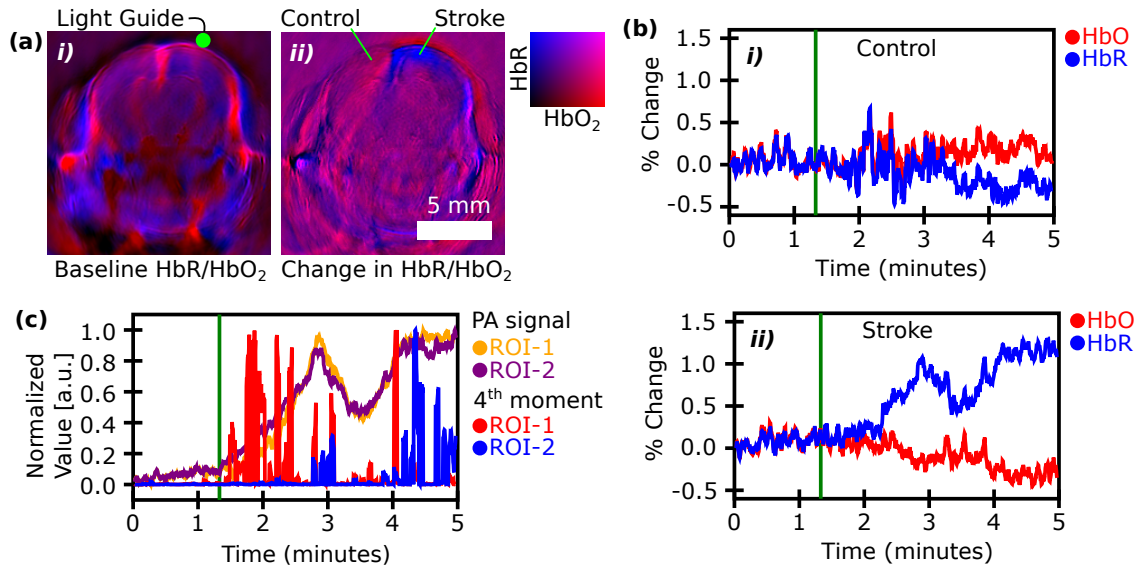 (a)
Light Guide
i)
Baseline HbR/HbO₂
Control
Stroke
ii)
5 mm
Change in HbR/HbO₂
HbR
HbO₂
(b)
i)
Control
HbO
HbR
% Change
1.5
1.0
0.5
0.0
-0.5
0 1 2 3 4 5
Time (minutes)
ii)
Stroke
HbO
HbR
% Change
1.5
1.0
0.5
0.0
-0.5
0 1 2 3 4 5
Time (minutes)
(c)
Normalized
Value [a.u.]
1.0
0.8
0.6
0.4
0.2
0.0
0 1 2 3 4 5
Time (minutes)
PA signal
ROI-1
ROI-2
4th moment
ROI-1
ROI-2